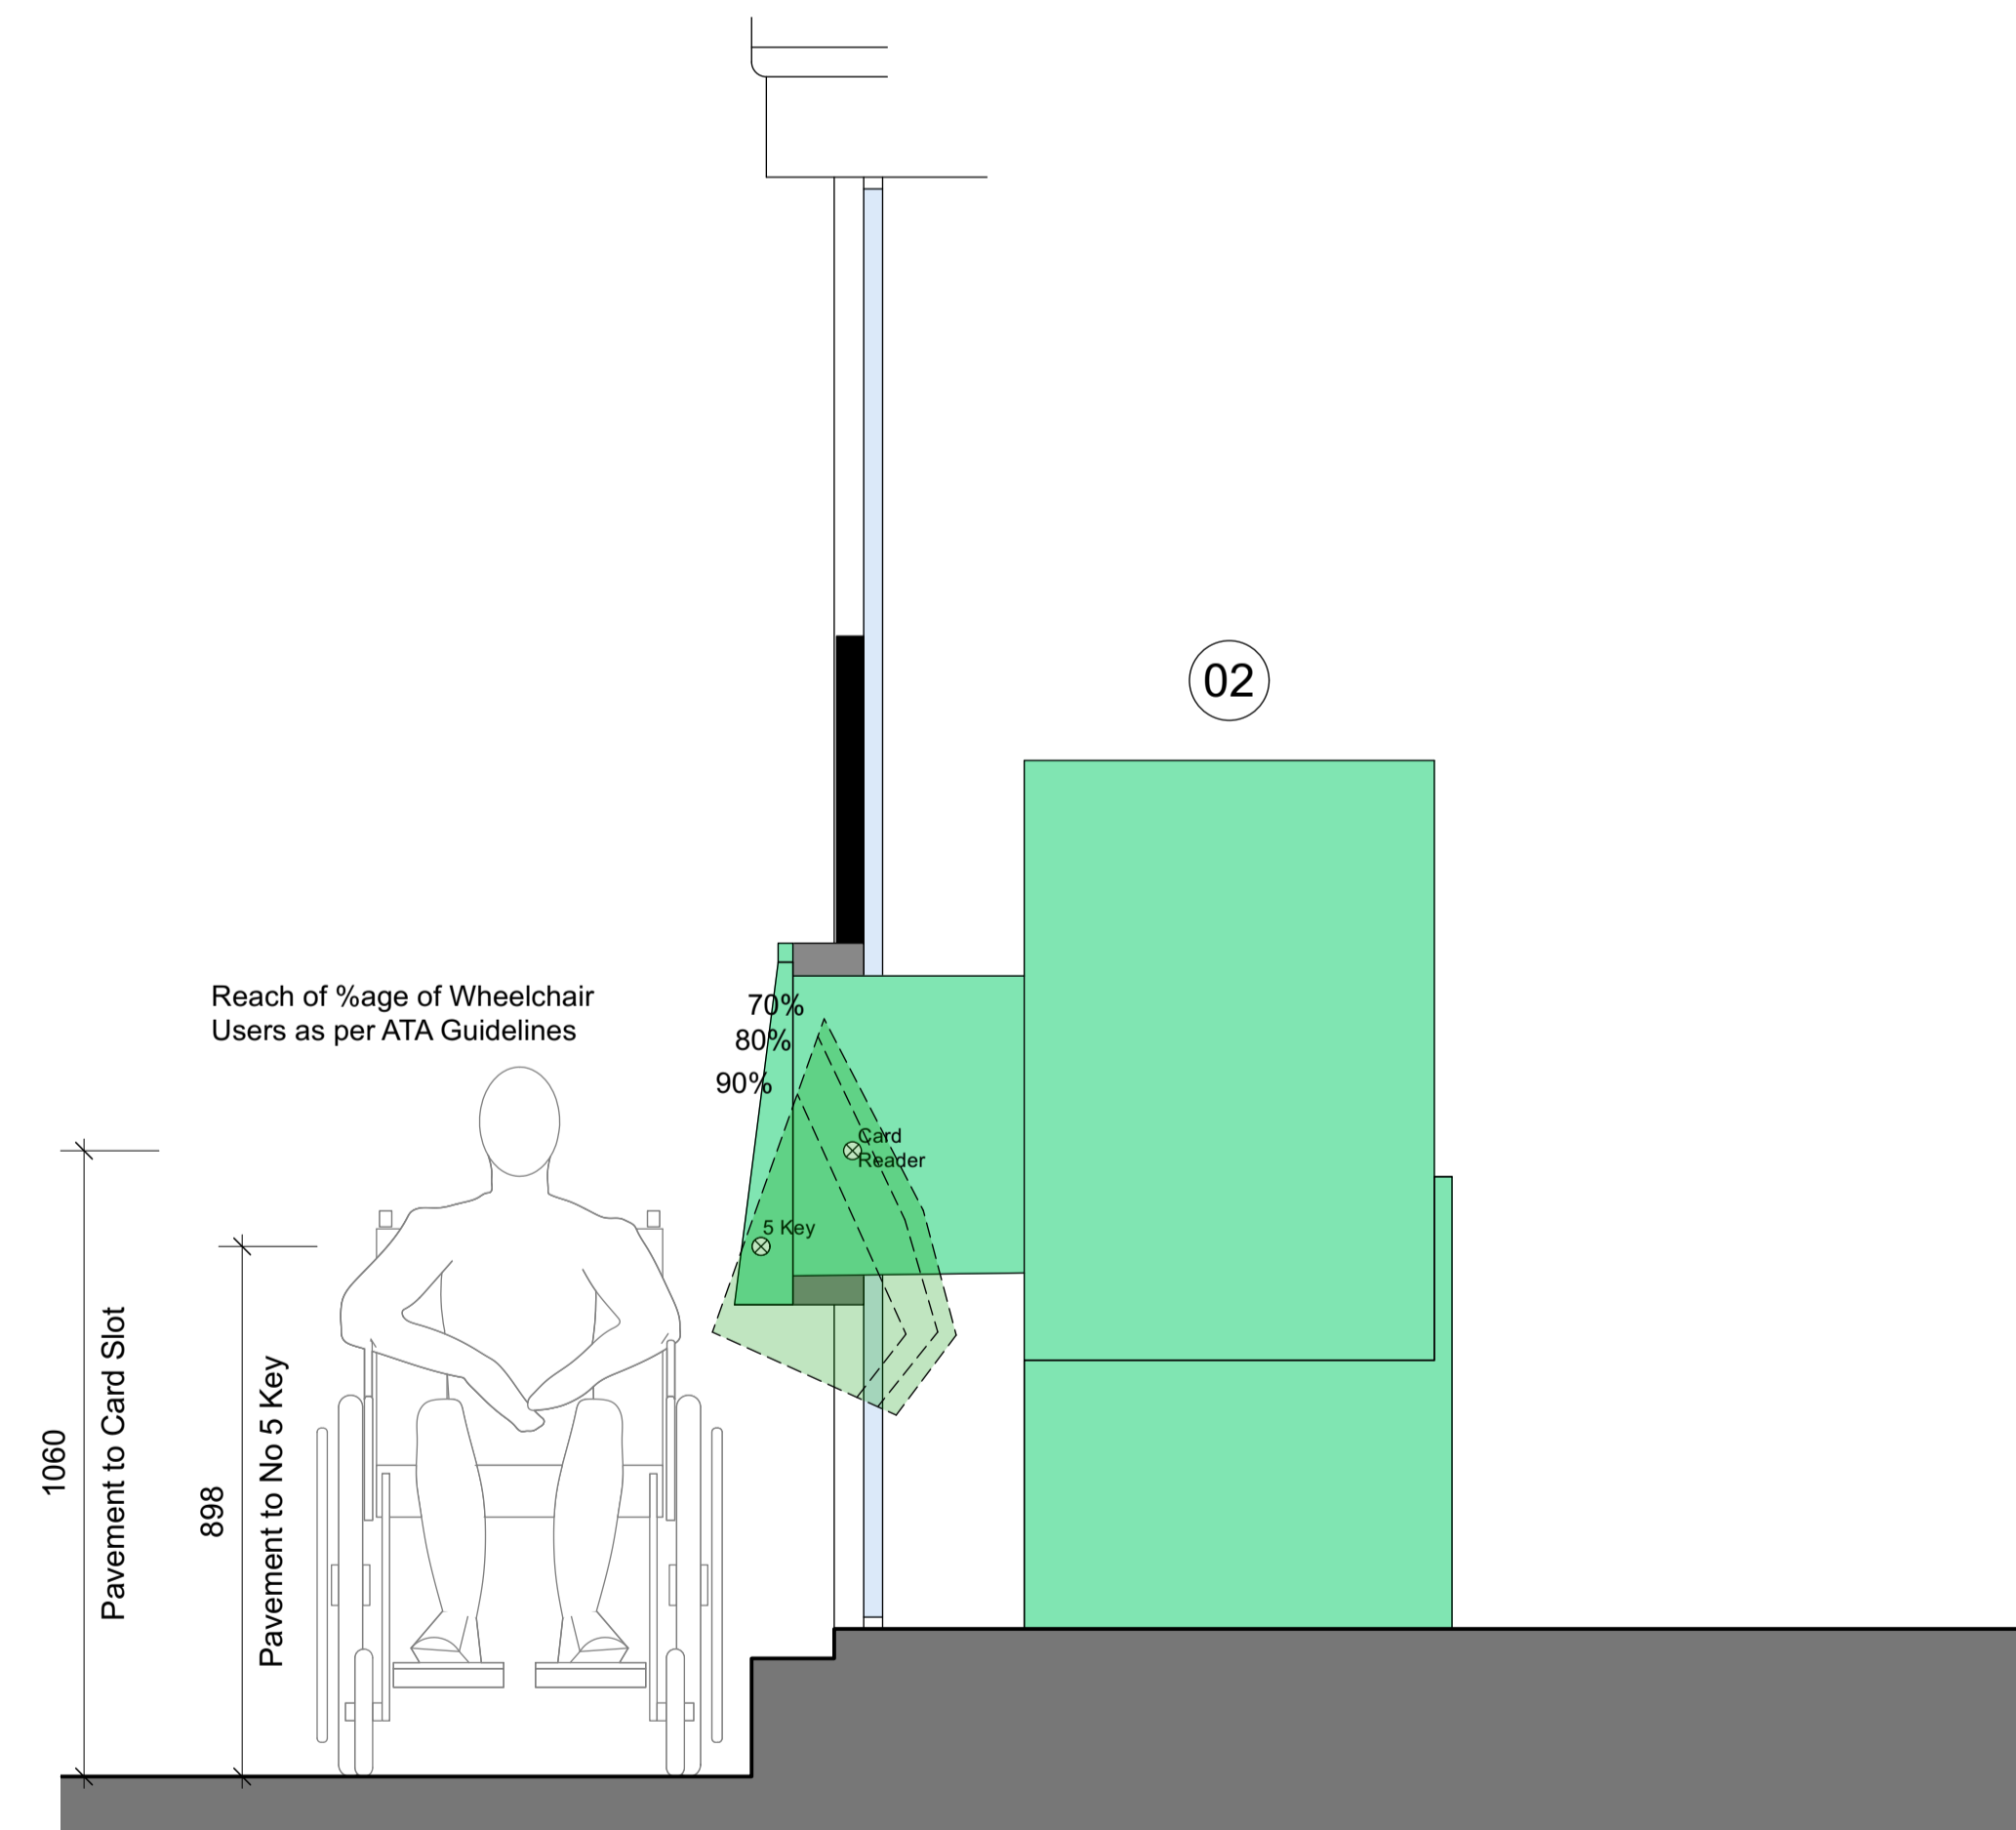 02
Reach of %age of Wheelchair
Users as per ATA Guidelines
70%
80%
90%
Card
Reader
5 Key
1060
Pavement to Card Slot
898
Pavement to No 5 Key